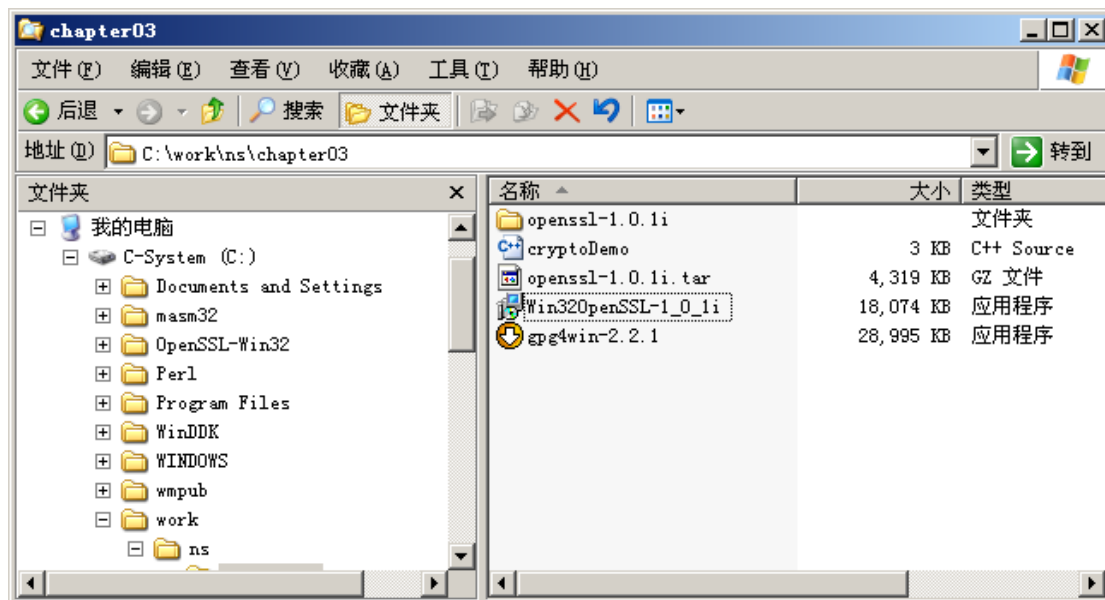 chapter03
文件(F) 编辑(E) 查看(V) 收藏(A) 工具(T) 帮助(H)
后退 搜索 文件夹
地址(D) C:\work\ns\chapter03 转到
文件夹
我的电脑
C-System (C:)
Documents and Settings
masm32
OpenSSL-Win32
Perl
Program Files
WinDDK
WINDOWS
wmpub
work
ns
名称 大小 类型
openssl-1.0.1i 文件夹
cryptoDemo 3 KB C++ Source
openssl-1.0.1i.tar 4,319 KB GZ 文件
Win32OpenSSL-1_0_1i 18,074 KB 应用程序
gpg4win-2.2.1 28,995 KB 应用程序